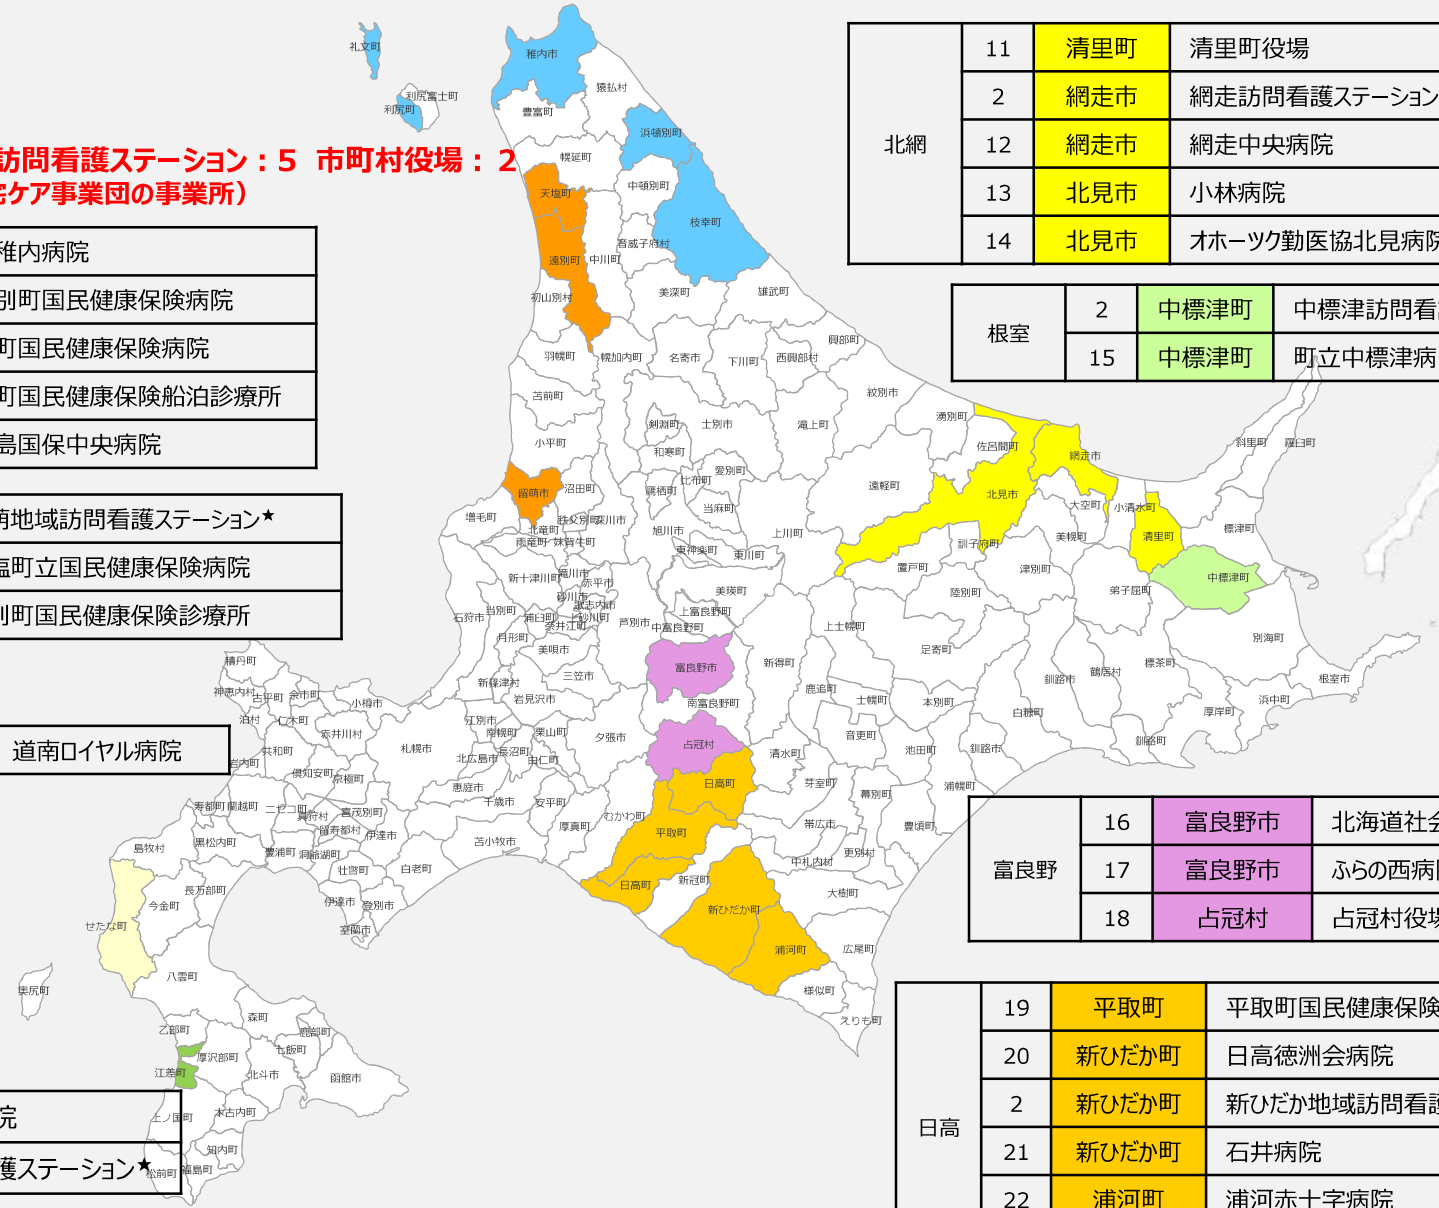 訪問看護ステーション：５ 市町村役場：２
ケア事業団の事業所）
稚内病院
別町国民健康保険病院
町国民健康保険病院
町国民健康保険船泊診療所
島国保中央病院
地域訪問看護ステーション★
塩町立国民健康保険病院
別町国民健康保険診療所
道南ロイヤル病院
院
護ステーション★
北網
11 清里町 清里町役場
2 網走市 網走訪問看護ステーション
12 網走市 網走中央病院
13 北見市 小林病院
14 北見市 オホーツク勤医協北見病院
根室
2 中標津町 中標津訪問看
15 中標津町 町立中標津病
富良野
16 富良野市 北海道社会
17 富良野市 ふらの西病院
18 占冠村 占冠村役場
日高
19 平取町 平取町国民健康保険
20 新ひだか町 日高徳洲会病院
2 新ひだか町 新ひだか地域訪問看護
21 新ひだか町 石井病院
22 浦河町 浦河赤十字病院
礼文町
利尻富士町
利尻町
稚内市
猿払村
豊富町
浜頓別町
幌延町
中頓別町
天塩町
枝幸町
音威子府村
遠別町
中川町
初山別村
美深町
雄武町
羽幌町
幌加内町
名寄市
下川町
西興部村
興部町
苫前町
紋別市
小平町
剣淵町
士別市
滝上町
湧別町
佐呂間町
和寒町
網走市
斜里町
羅臼町
留萌市
沼田町
鷹栖町
比布町
愛別町
遠軽町
北見市
増毛町
北竜町
秩父別町
深川市
当麻町
大空町
小清水町
雨竜町
妹背牛町
旭川市
上川町
美幌町
清里町
標津町
東神楽町
東川町
訓子府町
新十津川町
滝川市
赤平市
置戸町
津別町
中標津町
砂川市
歌志内市
美瑛町
陸別町
弟子屈町
石狩市
当別町
浦臼町
上砂川町
奈井江町
芦別市
上富良野町
中富良野町
上士幌町
月形町
美唄市
足寄町
別海町
積丹町
三笠市
富良野市
新得町
標茶町
鶴居村
根室市
神恵内村
古平町
余市町
新篠津村
岩見沢市
鹿追町
釧路市
小樽市
南富良野町
士幌町
本別町
浜中町
泊村
仁木町
江別市
白糠町
厚岸町
赤井川村
南幌町
栗山町
夕張市
音更町
共和町
札幌市
長沼町
占冠村
清水町
池田町
釧路市
釧路町
岩内町
北広島市
由仁町
倶知安町
京極町
恵庭市
日高町
芽室町
浦幌町
寿都町
蘭越町
ニセコ町
真狩村
喜茂別町
千歳市
安平町
幕別町
留寿都村
伊達市
厚真町
むかわ町
帯広市
豊頃町
島牧村
黒松内町
豊浦町
洞爺湖町
苫小牧市
平取町
更別村
壮瞥町
白老町
中札内村
長万部町
日高町
新冠町
大樹町
今金町
伊達市
登別市
せたな町
室蘭市
新ひだか町
八雲町
浦河町
広尾町
奥尻町
様似町
乙部町
森町
えりも町
鹿部町
厚沢部町
七飯町
江差町
北斗市
函館市
上ノ国町
木古内町
知内町
松前町
福島町